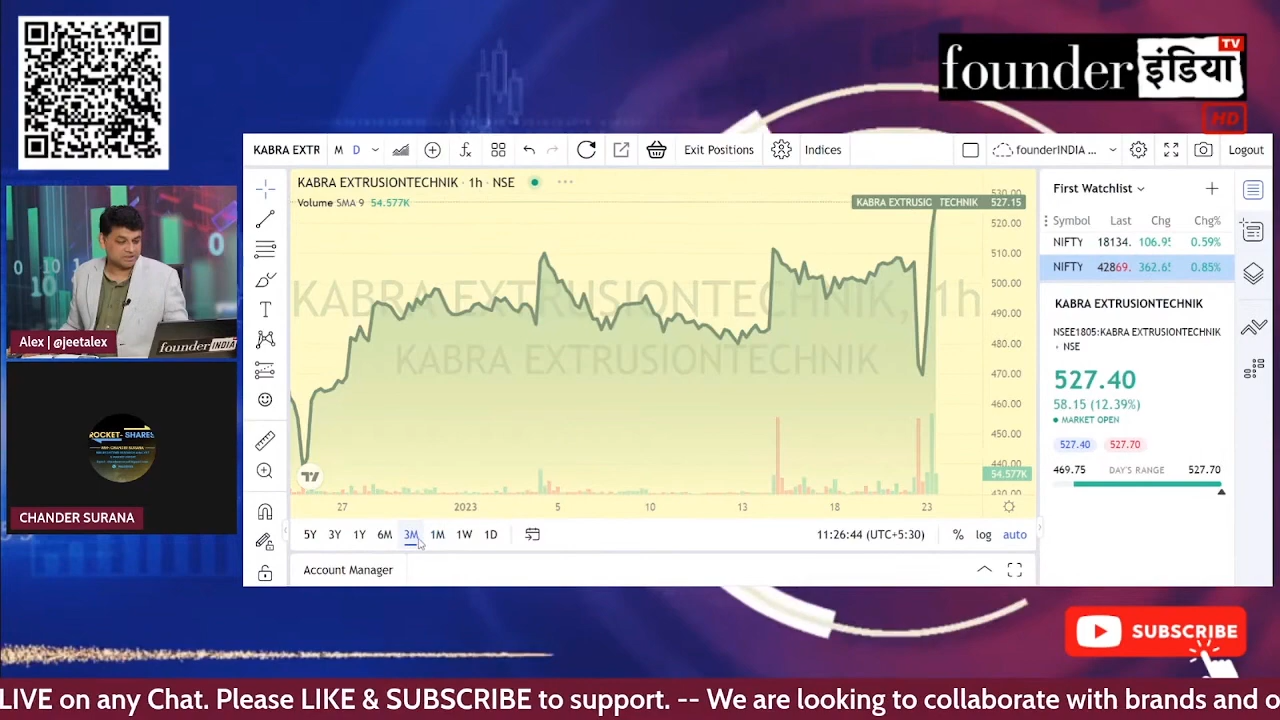 founder इंडिया TV
HD
KABRA EXTR M D Exit Positions Indices founderINDIA ... Logout
KABRA EXTRUSIONTECHNIK · 1h · NSE
Volume SMA 9 54.577K
KABRA EXTRUSIONTECHNIK, 1h
KABRA EXTRUSIONTECHNIK
KABRA EXTRUSIO TECHNIK 527.15
530.00
520.00
510.00
500.00
490.00
480.00
470.00
460.00
450.00
440.00
54.577K
430.00
27 2023 5 10 13 18 23
5Y 3Y 1Y 6M 3M 1M 1W 1D
11:26:44 (UTC+5:30) % log auto
Account Manager
First Watchlist
Symbol Last Chg Chg%
NIFTY 18134. 106.95 0.59%
NIFTY 42869. 362.65 0.85%
KABRA EXTRUSIONTECHNIK
NSEE1805:KABRA EXTRUSIONTECHNIK
· NSE
527.40
58.15 (12.39%)
MARKET OPEN
527.40 527.70
469.75 DAY'S RANGE 527.70
Alex | @jeetalex
founder INDIA
ROCKET- SHARES
CHANDER SURANA
SUBSCRIBE
LIVE on any Chat. Please LIKE & SUBSCRIBE to support. -- We are looking to collaborate with brands and o